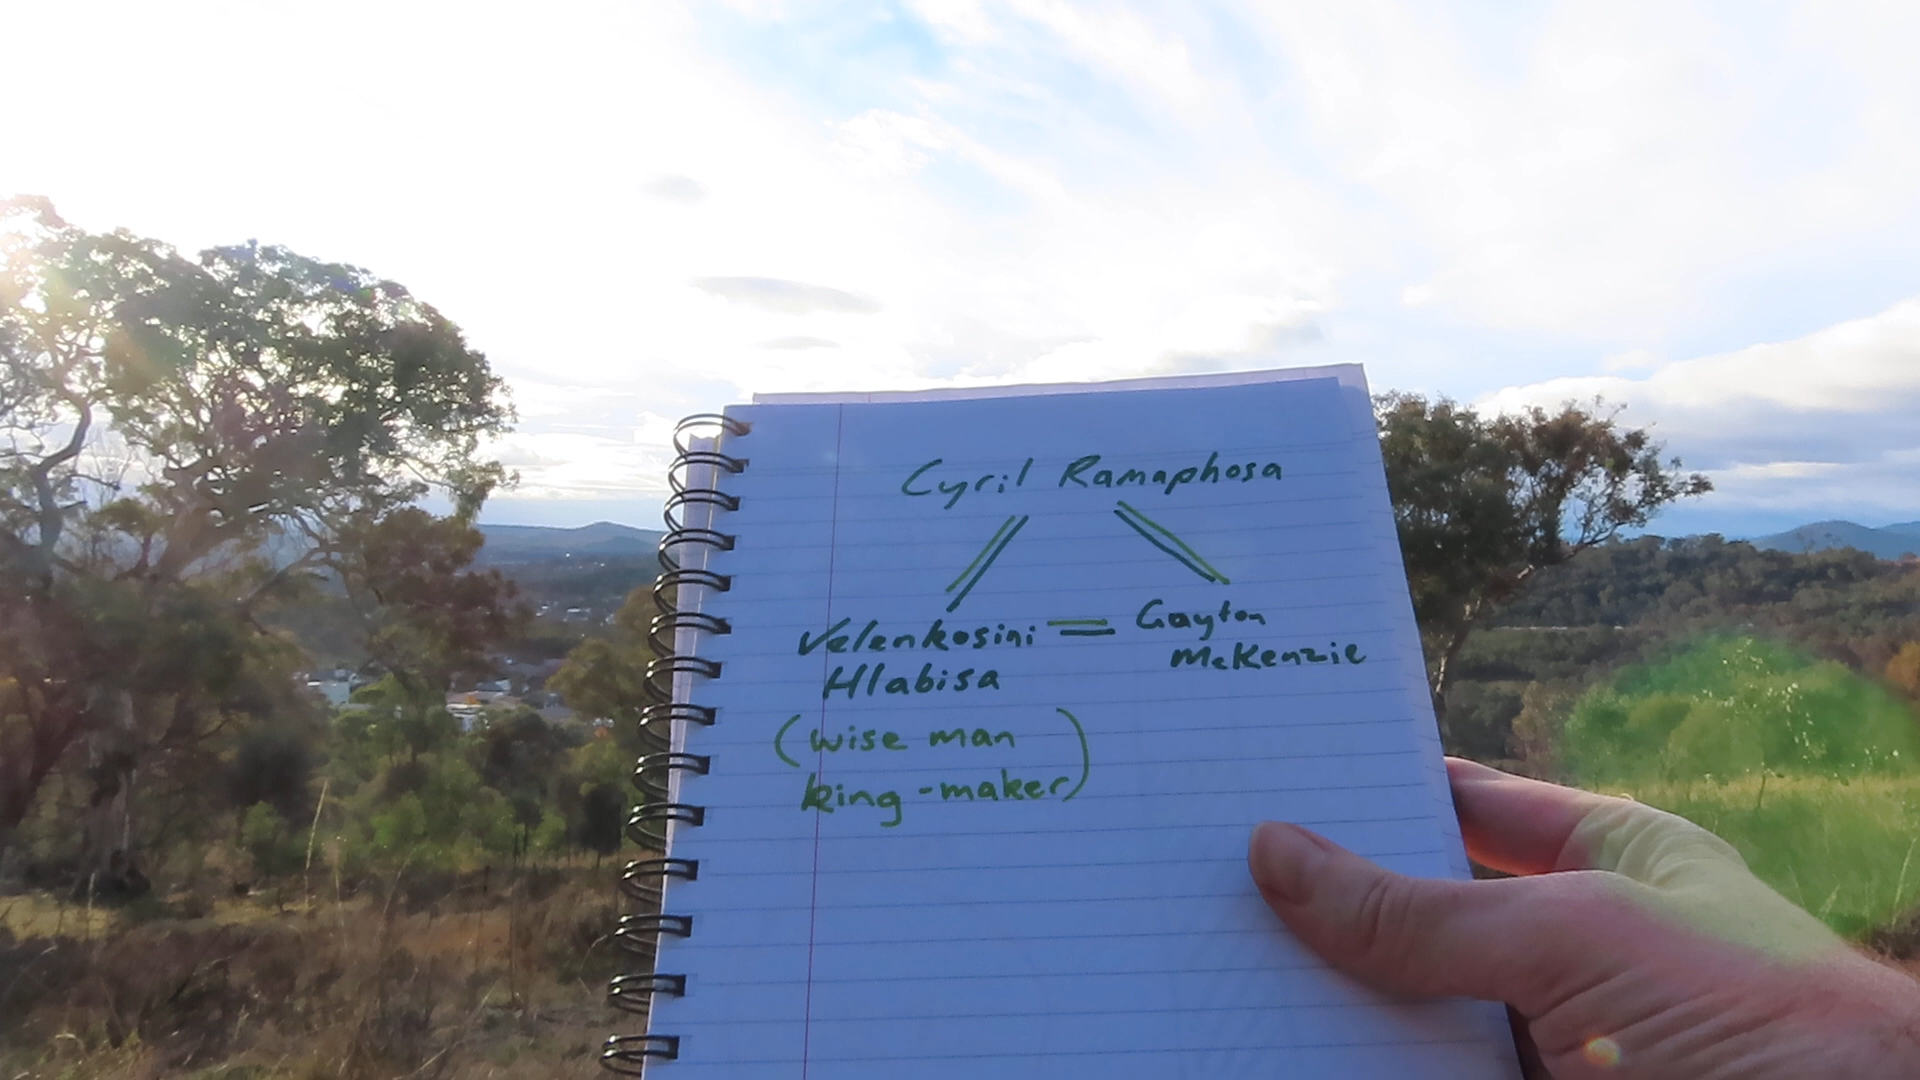 Cyril Ramaphosa
Velenkosini = Gayton
McKenzie
Hlabisa
(wise man
king-maker)